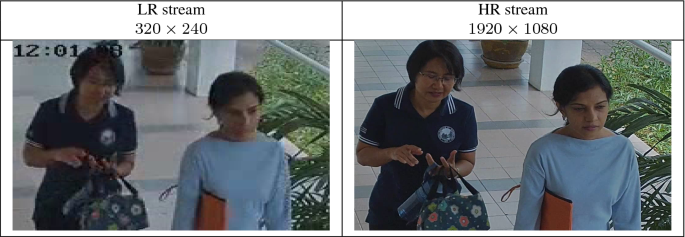 LR stream
320 × 240
HR stream
1920 × 1080
12:01